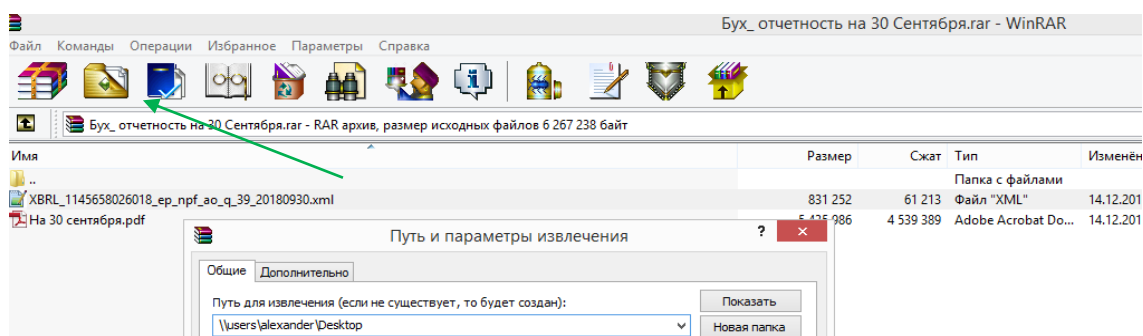 Бух_ отчетность на 30 Сентября.rar - WinRAR
Файл Команды Операции Избранное Параметры Справка
Бух_ отчетность на 30 Сентября.rar - RAR архив, размер исходных файлов 6 267 238 байт
Имя Размер Сжат Тип Изменён
.. Папка с файлами
XBRL_1145658026018_ep_npf_ao_q_39_20180930.xml 831 252 61 213 Файл "XML" 14.12.201
На 30 сентября.pdf 986 4 539 389 Adobe Acrobat Do... 14.12.201
Путь и параметры извлечения ? ×
Общие Дополнительно
Путь для извлечения (если не существует, то будет создан): Показать
\\users\alexander\Desktop Новая папка